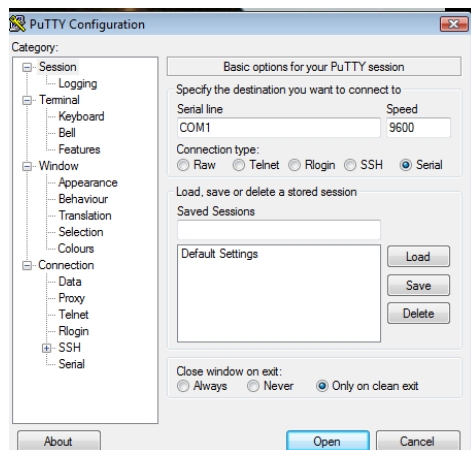 PuTTY Configuration
Category:
Session
Logging
Terminal
Keyboard
Bell
Features
Window
Appearance
Behaviour
Translation
Selection
Colours
Connection
Data
Proxy
Telnet
Rlogin
SSH
Serial
Basic options for your PuTTY session
Specify the destination you want to connect to
Serial line Speed
COM1 9600
Connection type:
Raw Telnet Rlogin SSH Serial
Load, save or delete a stored session
Saved Sessions
Default Settings
Load
Save
Delete
Close window on exit:
Always Never Only on clean exit
About Open Cancel